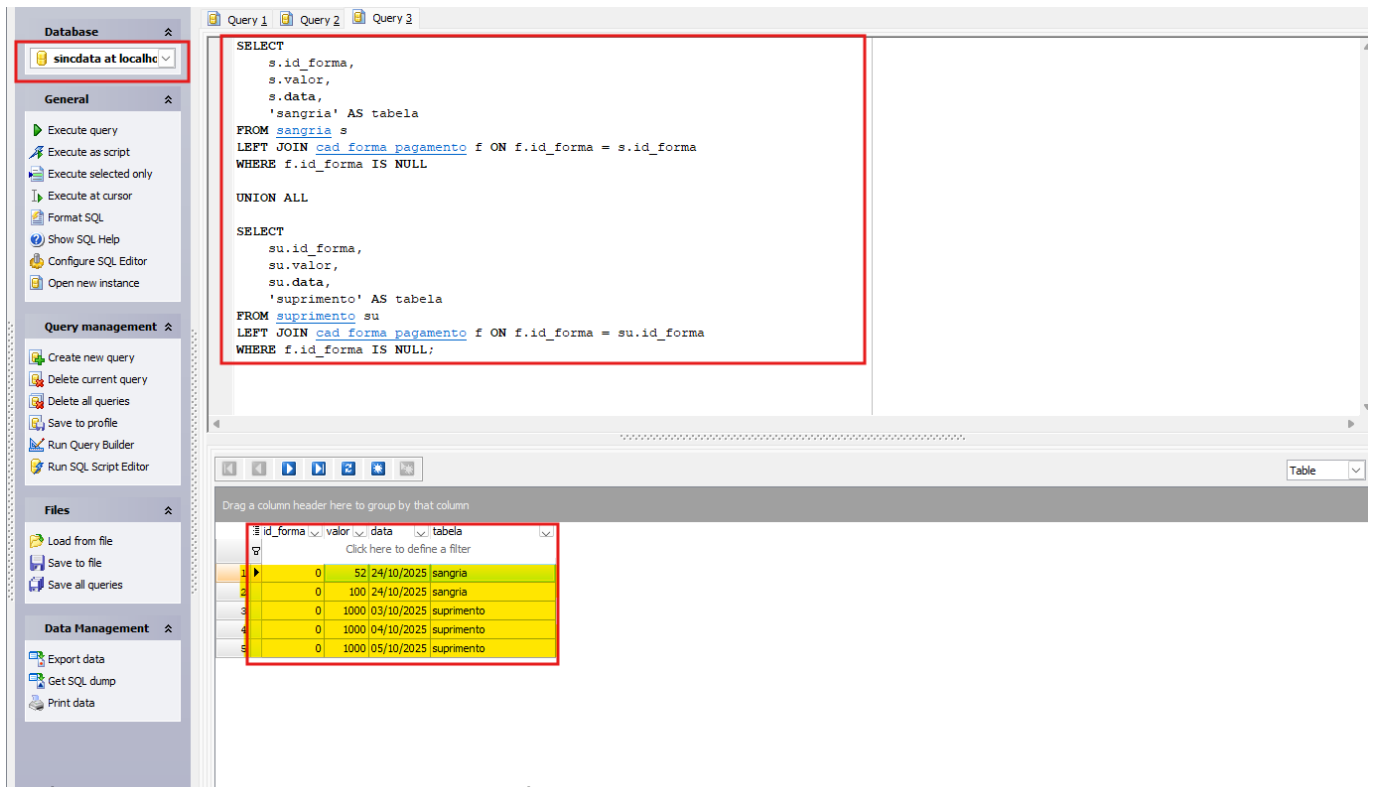 Query 1 Query 2 Query 3
Database
sincdata at localhc
General
Execute query
Execute as script
Execute selected only
Execute at cursor
Format SQL
Show SQL Help
Configure SQL Editor
Open new instance
Query management
Create new query
Delete current query
Delete all queries
Save to profile
Run Query Builder
Run SQL Script Editor
Files
Load from file
Save to file
Save all queries
Data Management
Export data
Get SQL dump
Print data
SELECT
s.id_forma,
s.valor,
s.data,
'sangria' AS tabela
FROM sangria s
LEFT JOIN cad_forma_pagamento f ON f.id_forma = s.id_forma
WHERE f.id_forma IS NULL
UNION ALL
SELECT
su.id_forma,
su.valor,
su.data,
'suprimento' AS tabela
FROM suprimento su
LEFT JOIN cad_forma_pagamento f ON f.id_forma = su.id_forma
WHERE f.id_forma IS NULL;
Table
Drag a column header here to group by that column
id_forma valor data tabela
Click here to define a filter
1 0 52 24/10/2025 sangria
2 0 100 24/10/2025 sangria
3 0 1000 03/10/2025 suprimento
4 0 1000 04/10/2025 suprimento
5 0 1000 05/10/2025 suprimento